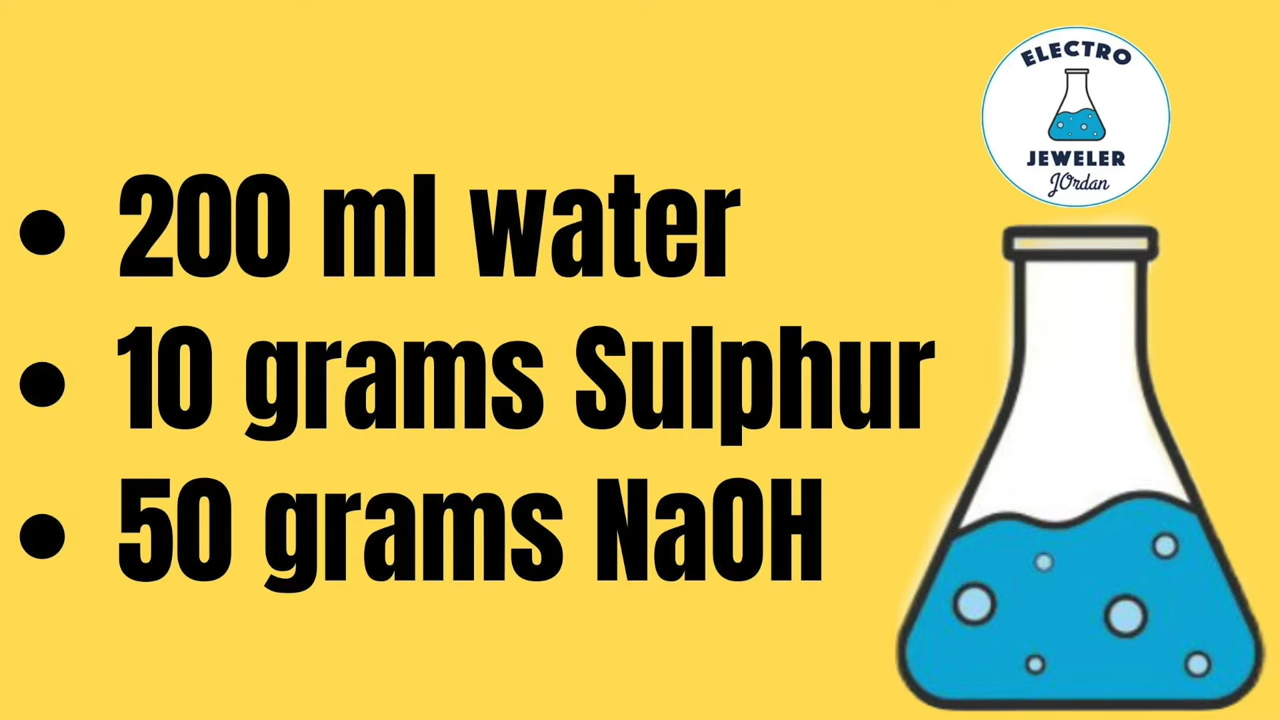 ELECTRO
JEWELER
JOrdan
• 200 ml water
• 10 grams Sulphur
• 50 grams NaOH